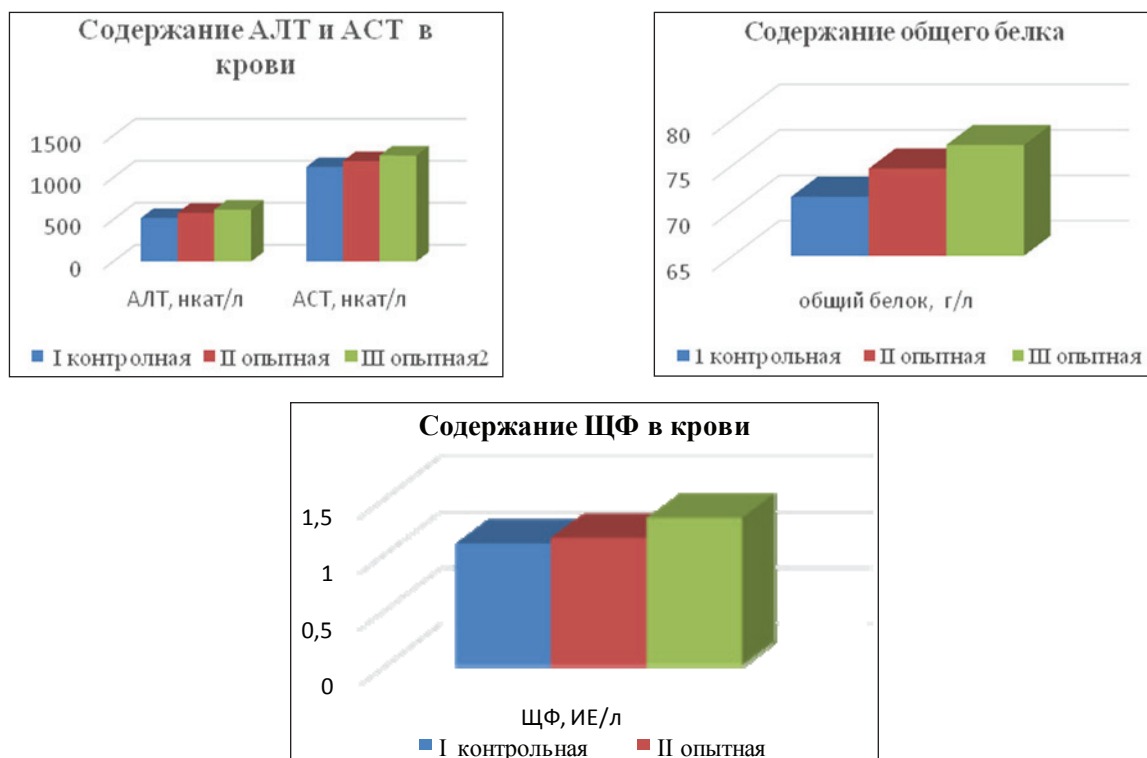 Содержание АЛТ и АСТ в
крови
1500
1000
500
0
АЛТ, нкат/л АСТ, нкат/л
I контролная II опытная III опытная2
Содержание общего белка
80
75
70
65
общий белок, г/л
1 контрольная II опытная III опытная
Содержание ЩФ в крови
1,5
1
0,5
0
ЩФ, ИЕ/л
I контрольная II опытная